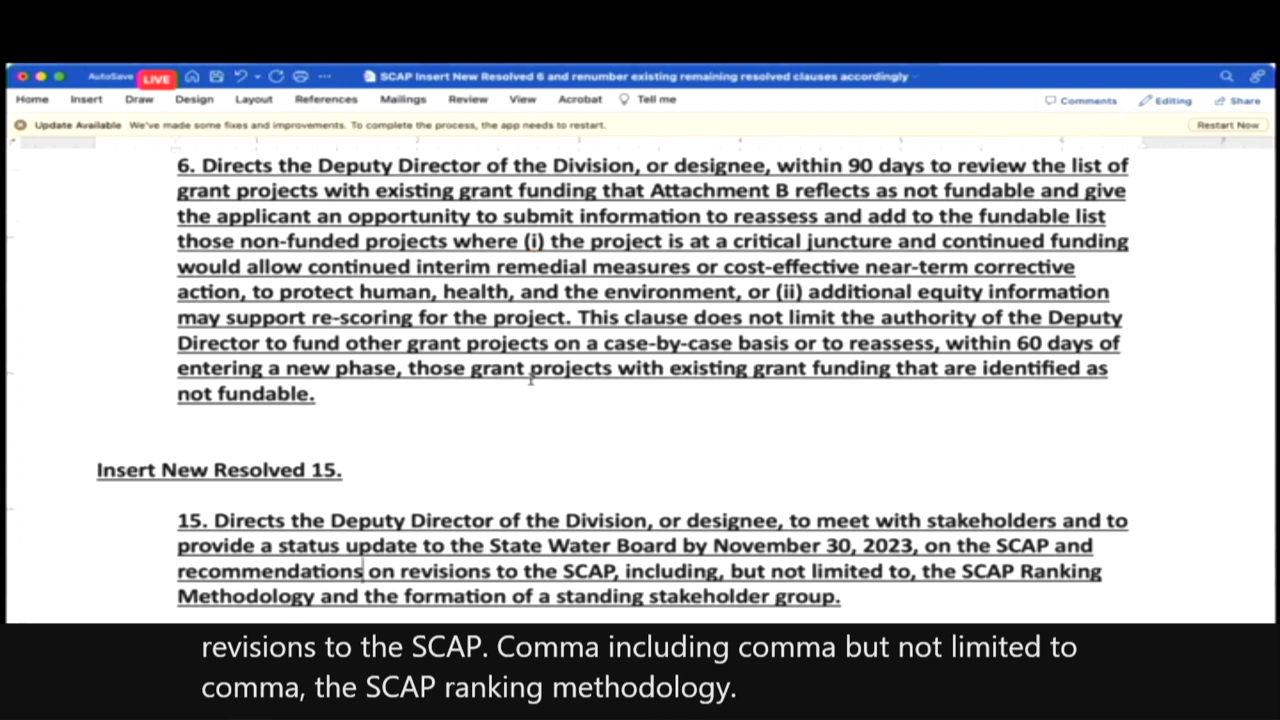 AutoSave LIVE SCAP Insert New Resolved 6 and renumber existing remaining resolved clauses accordingly
Home Insert Draw Design Layout References Mailings Review View Acrobat Tell me Comments Editing Share
Update Available We've made some fixes and improvements. To complete the process, the app needs to restart. Restart Now
6. Directs the Deputy Director of the Division, or designee, within 90 days to review the list of
grant projects with existing grant funding that Attachment B reflects as not fundable and give
the applicant an opportunity to submit information to reassess and add to the fundable list
those non-funded projects where (i) the project is at a critical juncture and continued funding
would allow continued interim remedial measures or cost-effective near-term corrective
action, to protect human, health, and the environment, or (ii) additional equity information
may support re-scoring for the project. This clause does not limit the authority of the Deputy
Director to fund other grant projects on a case-by-case basis or to reassess, within 60 days of
entering a new phase, those grant projects with existing grant funding that are identified as
not fundable.
Insert New Resolved 15.
15. Directs the Deputy Director of the Division, or designee, to meet with stakeholders and to
provide a status update to the State Water Board by November 30, 2023, on the SCAP and
recommendations on revisions to the SCAP, including, but not limited to, the SCAP Ranking
Methodology and the formation of a standing stakeholder group.
revisions to the SCAP. Comma including comma but not limited to
comma, the SCAP ranking methodology.